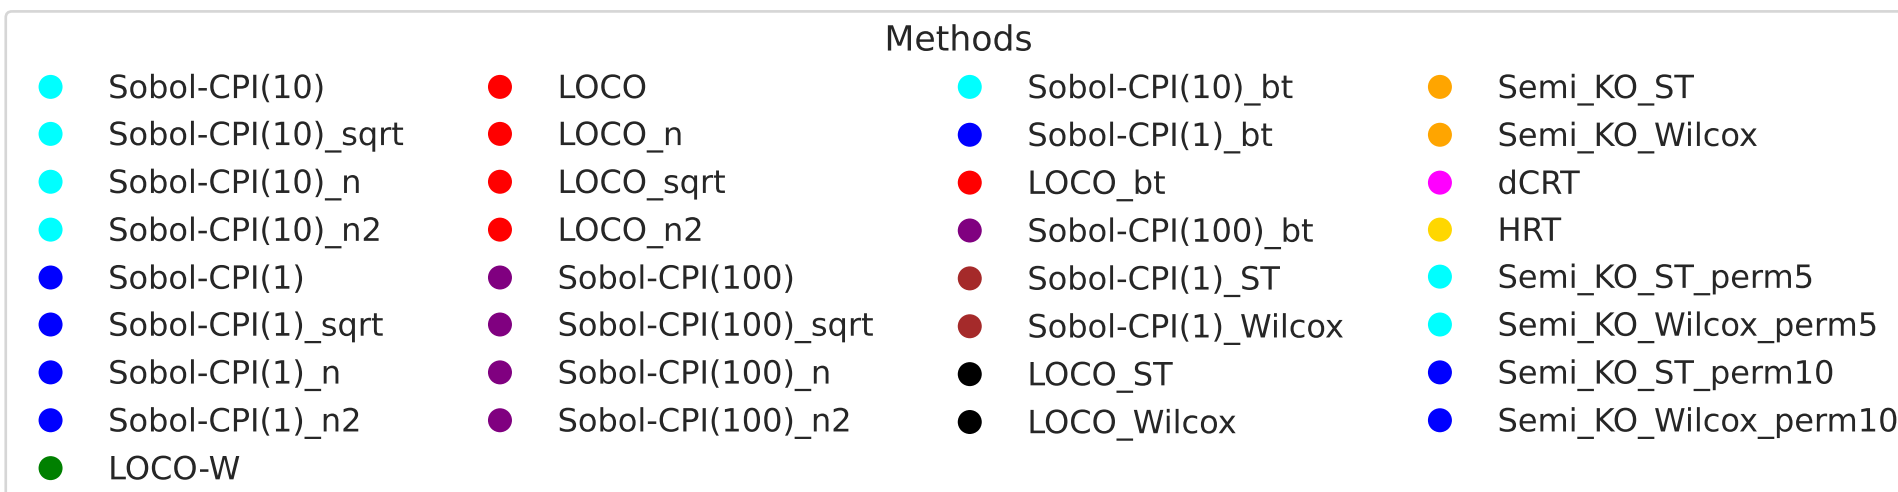 Methods
Sobol-CPI(10)
Sobol-CPI(10)_sqrt
Sobol-CPI(10)_n
Sobol-CPI(10)_n2
Sobol-CPI(1)
Sobol-CPI(1)_sqrt
Sobol-CPI(1)_n
Sobol-CPI(1)_n2
LOCO-W
LOCO
LOCO_n
LOCO_sqrt
LOCO_n2
Sobol-CPI(100)
Sobol-CPI(100)_sqrt
Sobol-CPI(100)_n
Sobol-CPI(100)_n2
Sobol-CPI(10)_bt
Sobol-CPI(1)_bt
LOCO_bt
Sobol-CPI(100)_bt
Sobol-CPI(1)_ST
Sobol-CPI(1)_Wilcox
LOCO_ST
LOCO_Wilcox
Semi_KO_ST
Semi_KO_Wilcox
dCRT
HRT
Semi_KO_ST_perm5
Semi_KO_Wilcox_perm5
Semi_KO_ST_perm10
Semi_KO_Wilcox_perm10